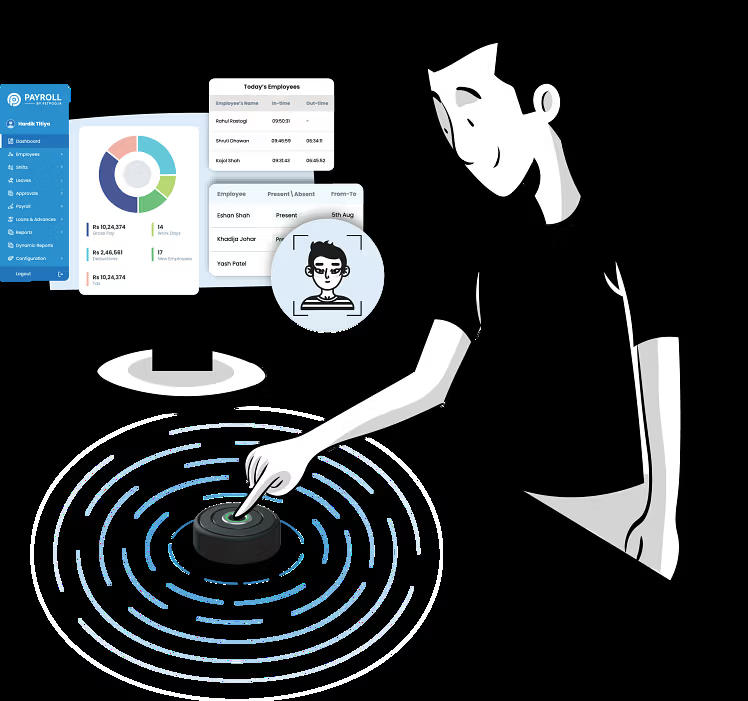 PAYROLL
BY PETPOOJA
Hardik Titiya
Dashboard
Employees
Shifts
Leaves
Approvals
Payroll
Loans & Advances
Reports
Dynamic Reports
Configuration
Logout
Rs 10,24,374
Gross Pay
14
Work Days
Rs 2,46,561
Deductions
17
New Employees
Rs 10,24,374
Tax
Today's Employees
Employee's Name In-time Out-time
Rahul Rastogi 09:50:31 -
Shruti Dhawan 09:46:59 06:34:11
Kajal Shah 09:31:43 06:45:52
Employee Present\Absent From-To
Eshan Shah Present 5th Aug
Khadija Johar
Yash Patel